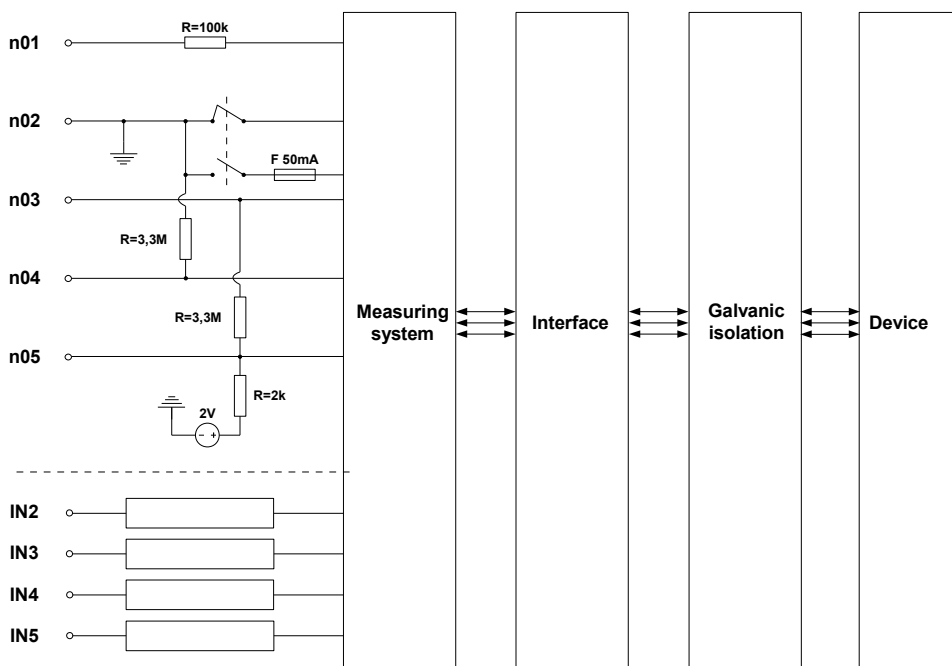 n01
R=100k
n02
F 50mA
n03
R=3,3M
n04
R=3,3M
n05
R=2k
2V
- +
IN2
IN3
IN4
IN5
Measuring
system
Interface
Galvanic
isolation
Device